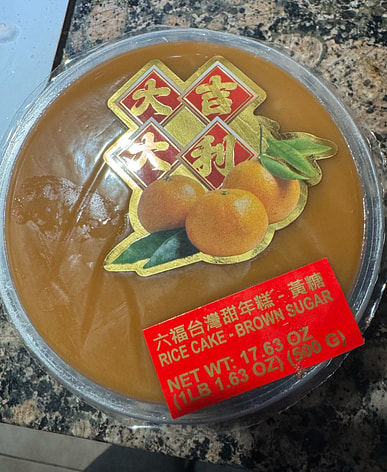 大吉
大利
六福台灣甜年糕 - 黃糖
RICE CAKE - BROWN SUGAR
NET WT: 17.63 OZ
(1LB 1.63 OZ) (500 G)